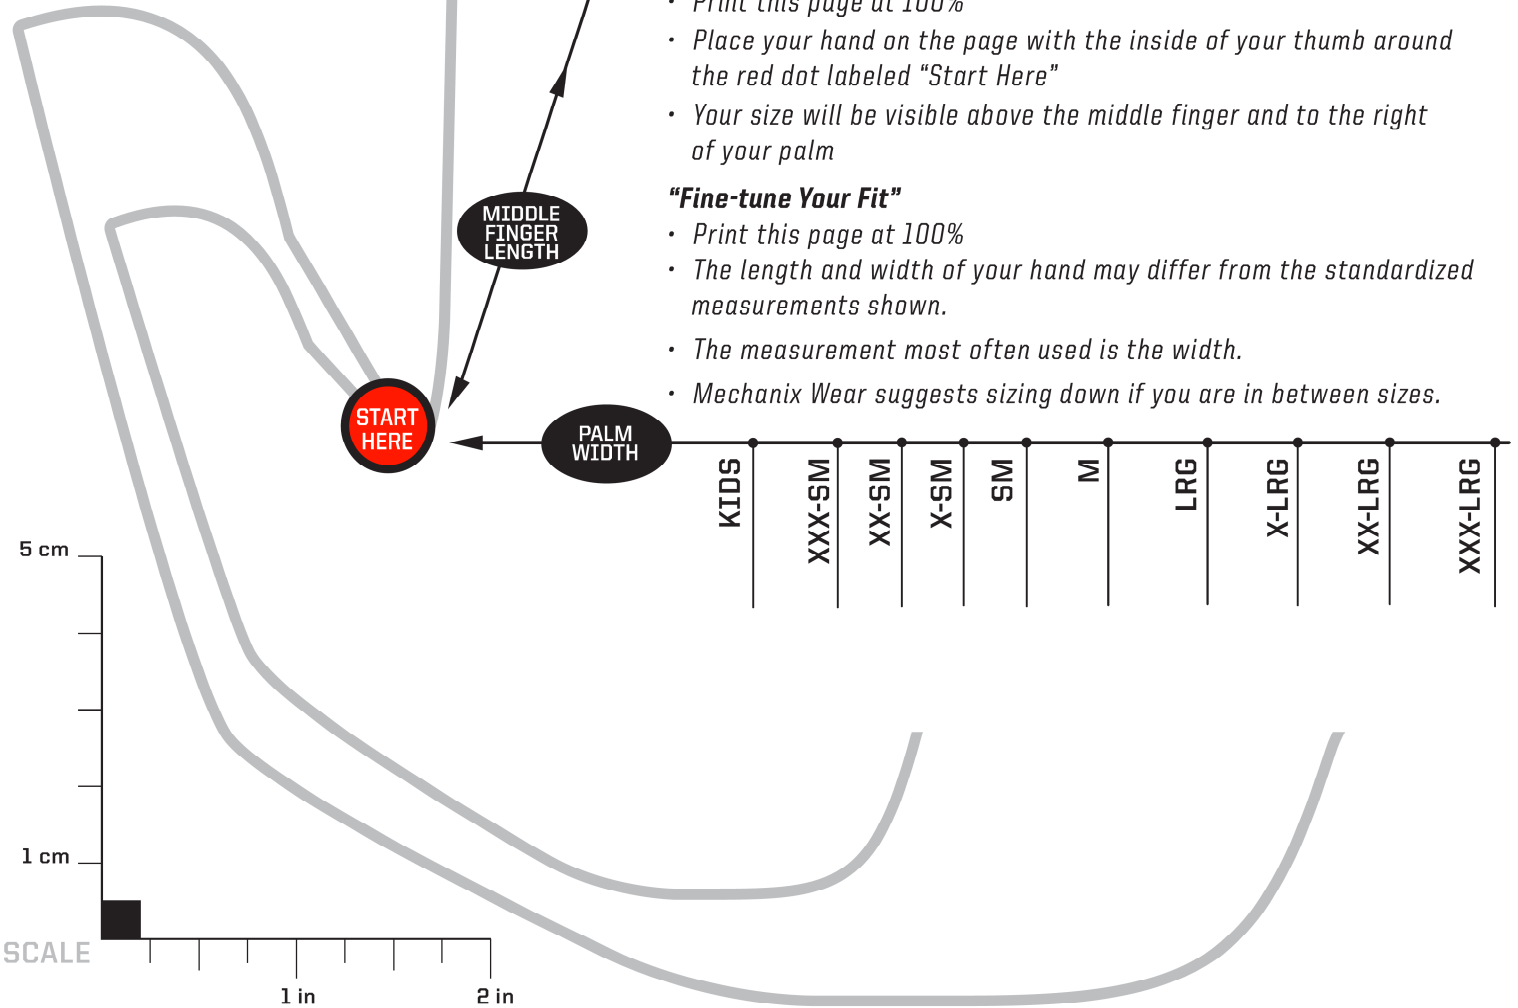 • Print this page at 100%
• Place your hand on the page with the inside of your thumb around
the red dot labeled “Start Here”
• Your size will be visible above the middle finger and to the right
of your palm
“Fine-tune Your Fit”
• Print this page at 100%
• The length and width of your hand may differ from the standardized
measurements shown.
• The measurement most often used is the width.
• Mechanix Wear suggests sizing down if you are in between sizes.
MIDDLE
FINGER
LENGTH
START
HERE
PALM
WIDTH
KIDS
XXX-SM
XX-SM
X-SM
SM
M
LRG
X-LRG
XX-LRG
XXX-LRG
5 cm
1 cm
SCALE
1 in
2 in